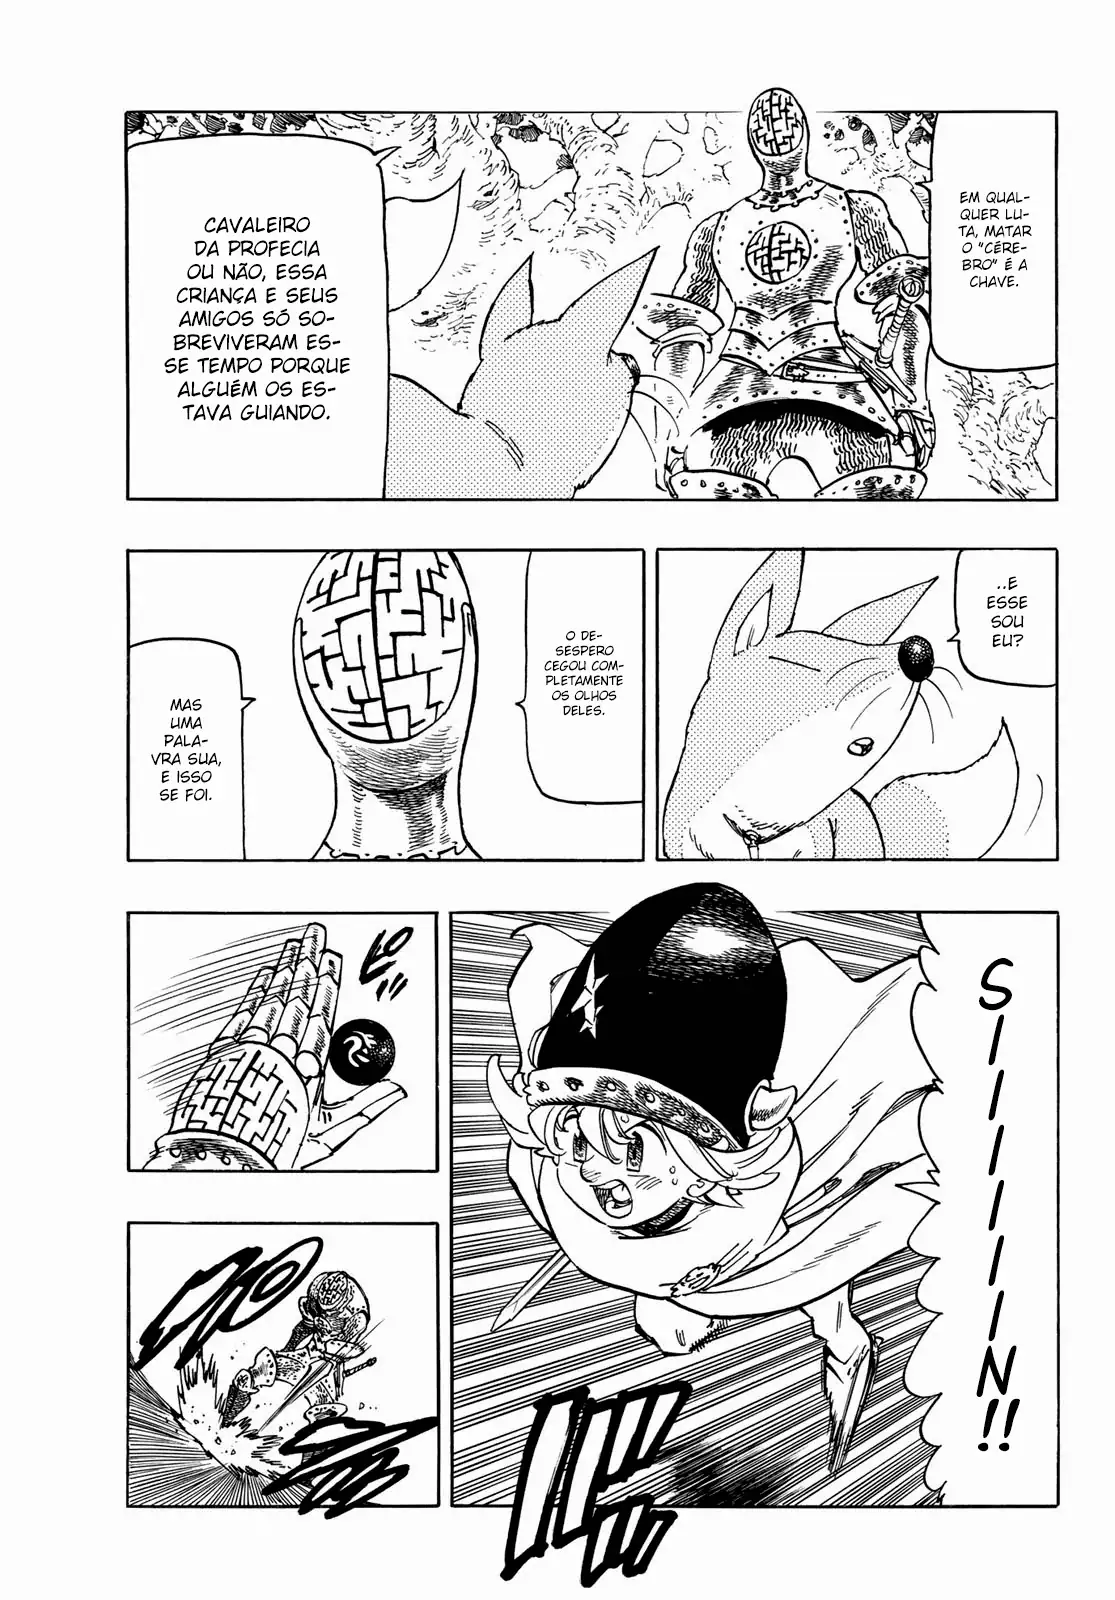 EM QUAL-
QUER LU-
TA, MATAR
O "CÉRE-
BRO" É A
CHAVE.
CAVALEIRO
DA PROFECIA
OU NÃO, ESSA
CRIANÇA E SEUS
AMIGOS SÓ SO-
BREVIVERAM ES-
SE TEMPO PORQUE
ALGUÉM OS ES-
TAVA GUIANDO.
..E
ESSE
SOU
EU?
O DE-
SESPERO
CEGOU COM-
PLETAMENTE
OS OLHOS
DELES.
MAS
UMA
PALA-
VRA SUA,
E ISSO
SE FOI.
SIIIIIIN!!